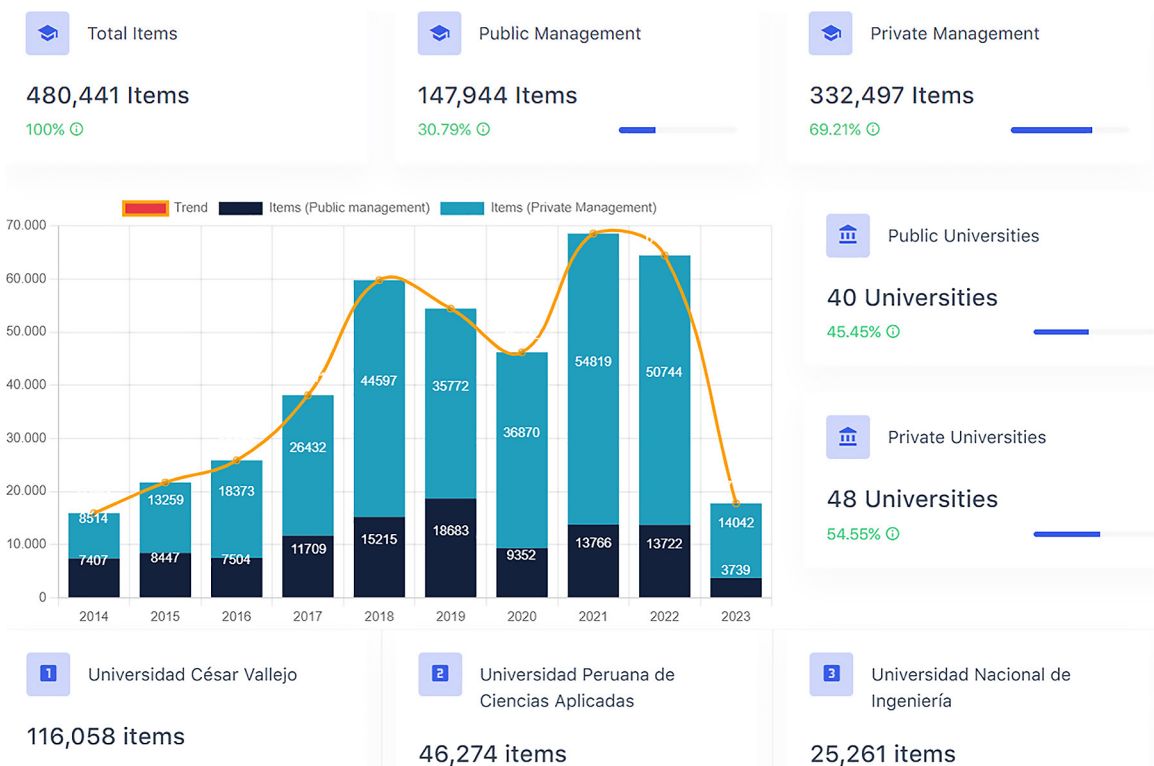 Total Items
480,441 Items
100%
Public Management
147,944 Items
30.79%
Private Management
332,497 Items
69.21%
Trend
Items (Public management)
Items (Private Management)
70.000
60.000
50.000
40.000
30.000
20.000
10.000
0
8514
7407
13259
8447
18373
7504
26432
11709
44597
15215
35772
18683
36870
9352
54819
13766
50744
13722
14042
3739
2014
2015
2016
2017
2018
2019
2020
2021
2022
2023
Public Universities
40 Universities
45.45%
Private Universities
48 Universities
54.55%
1
Universidad César Vallejo
116,058 items
2
Universidad Peruana de
Ciencias Aplicadas
46,274 items
3
Universidad Nacional de
Ingeniería
25,261 items